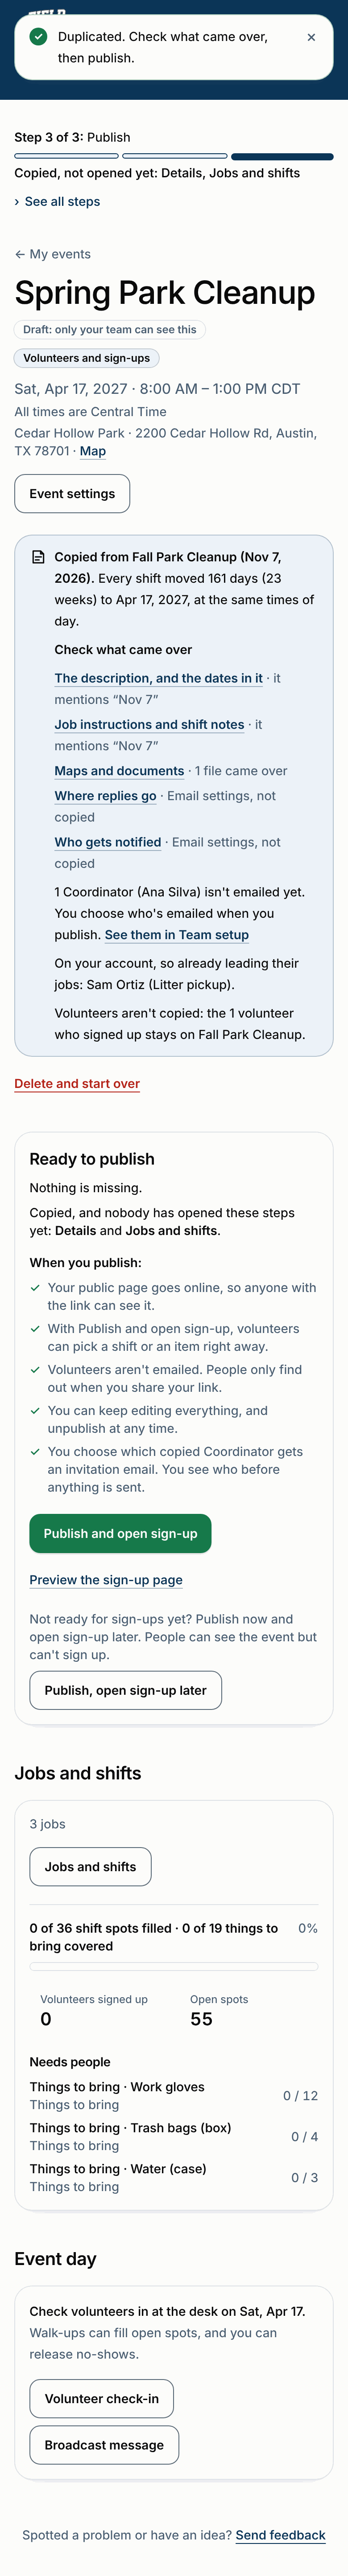 Duplicated. Check what came over,
then publish.
Step 3 of 3: Publish
Copied, not opened yet: Details, Jobs and shifts
› See all steps
← My events
Spring Park Cleanup
Draft: only your team can see this
Volunteers and sign-ups
Sat, Apr 17, 2027 · 8:00 AM – 1:00 PM CDT
All times are Central Time
Cedar Hollow Park · 2200 Cedar Hollow Rd, Austin,
TX 78701 · Map
Event settings
Copied from Fall Park Cleanup (Nov 7,
2026). Every shift moved 161 days (23
weeks) to Apr 17, 2027, at the same times of
day.
Check what came over
The description, and the dates in it · it
mentions “Nov 7”
Job instructions and shift notes · it
mentions “Nov 7”
Maps and documents · 1 file came over
Where replies go · Email settings, not
copied
Who gets notified · Email settings, not
copied
1 Coordinator (Ana Silva) isn't emailed yet.
You choose who's emailed when you
publish. See them in Team setup
On your account, so already leading their
jobs: Sam Ortiz (Litter pickup).
Volunteers aren't copied: the 1 volunteer
who signed up stays on Fall Park Cleanup.
Delete and start over
Ready to publish
Nothing is missing.
Copied, and nobody has opened these steps
yet: Details and Jobs and shifts.
When you publish:
Your public page goes online, so anyone with
the link can see it.
With Publish and open sign-up, volunteers
can pick a shift or an item right away.
Volunteers aren't emailed. People only find
out when you share your link.
You can keep editing everything, and
unpublish at any time.
You choose which copied Coordinator gets
an invitation email. You see who before
anything is sent.
Publish and open sign-up
Preview the sign-up page
Not ready for sign-ups yet? Publish now and
open sign-up later. People can see the event but
can't sign up.
Publish, open sign-up later
Jobs and shifts
3 jobs
Jobs and shifts
0 of 36 shift spots filled · 0 of 19 things to 0%
bring covered
Volunteers signed up Open spots
0 55
Needs people
Things to bring · Work gloves
Things to bring 0 / 12
Things to bring · Trash bags (box)
Things to bring 0 / 4
Things to bring · Water (case)
Things to bring 0 / 3
Event day
Check volunteers in at the desk on Sat, Apr 17.
Walk-ups can fill open spots, and you can
release no-shows.
Volunteer check-in
Broadcast message
Spotted a problem or have an idea? Send feedback